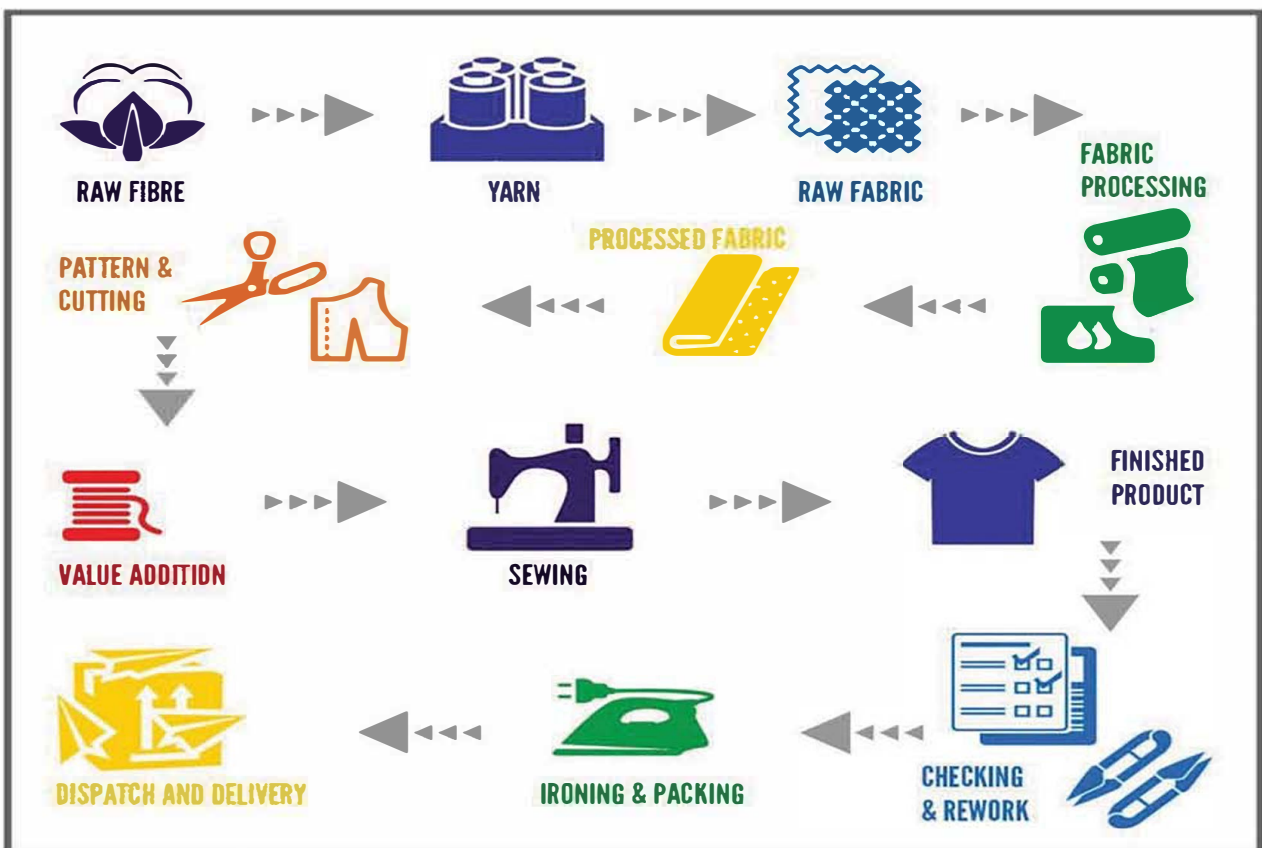 RAW FIBRE
YARN
RAW FABRIC
FABRIC
PROCESSING
PROCESSED FABRIC
PATTERN &
CUTTING
VALUE ADDITION
SEWING
FINISHED
PRODUCT
CHECKING
& REWORK
IRONING & PACKING
DISPATCH AND DELIVERY